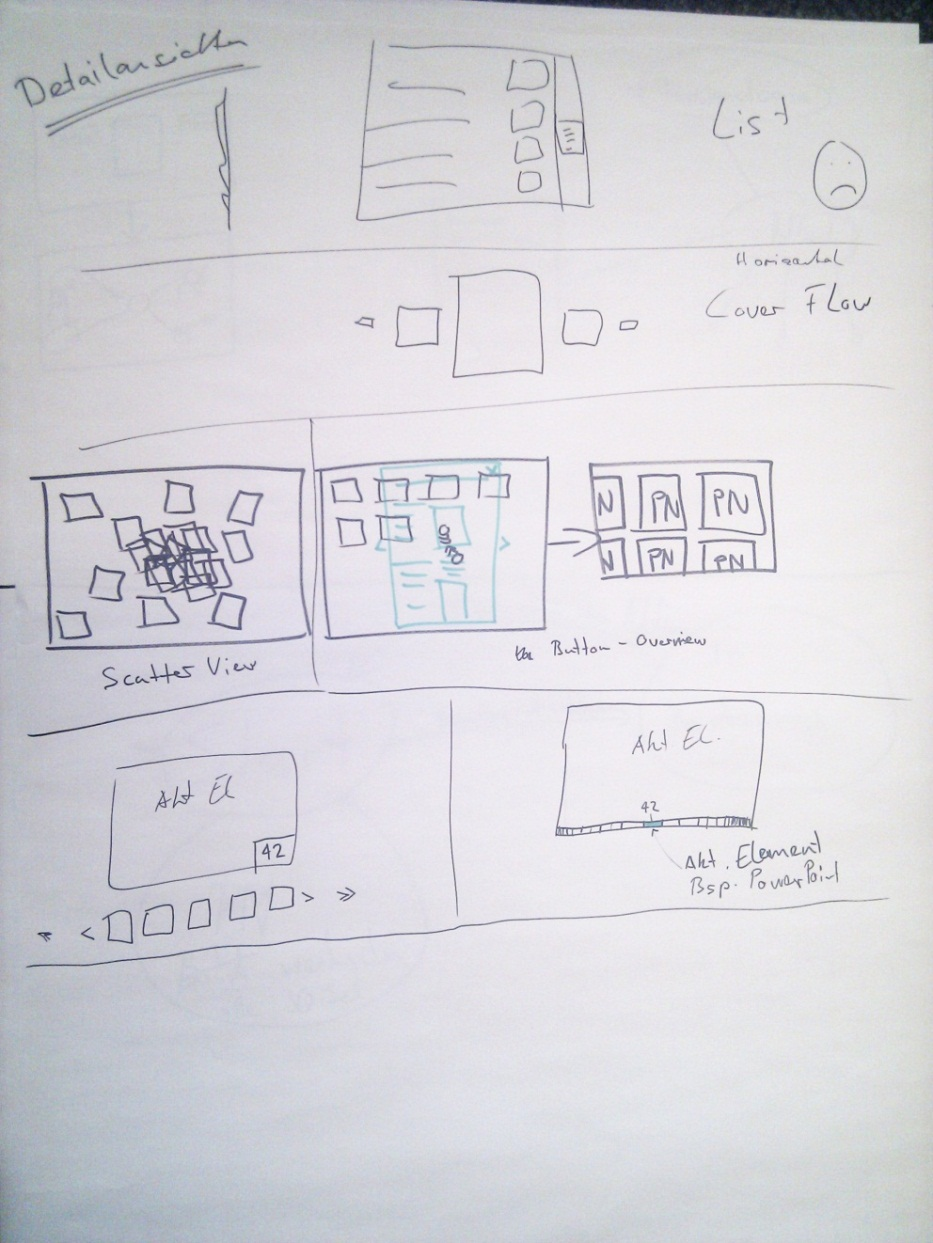 Detailansichten
List
Horizontal
Cover Flow
N PN PN
N PN PN
Scatter View
Button - Overview
Akt El.
Akt El
42
42
Akt. Element
Bsp. PowerPoint
< > >>